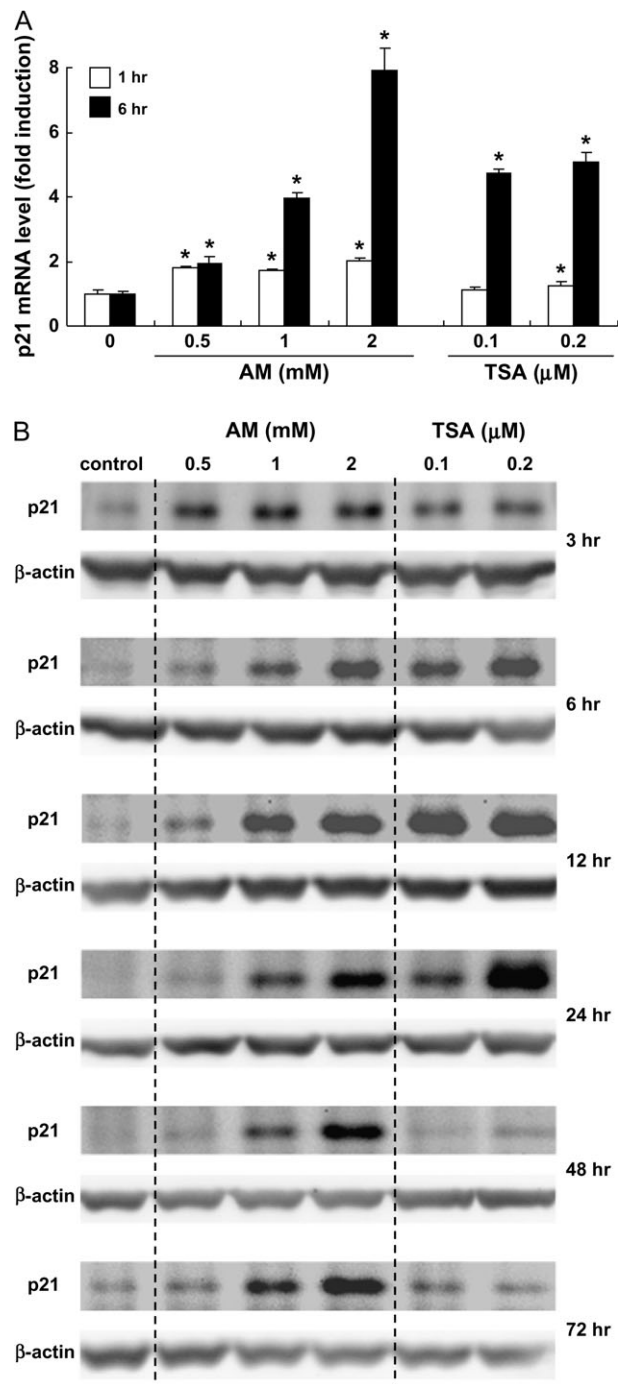 A
p21 mRNA level (fold induction)
8
6
4
2
0
1 hr
6 hr
* * * * * * * * *
0 0.5 1 2 0.1 0.2
AM (mM) TSA (μM)
B
AM (mM) TSA (μM)
control 0.5 1 2 0.1 0.2
p21
3 hr
β-actin
p21
6 hr
β-actin
p21
12 hr
β-actin
p21
24 hr
β-actin
p21
48 hr
β-actin
p21
72 hr
β-actin